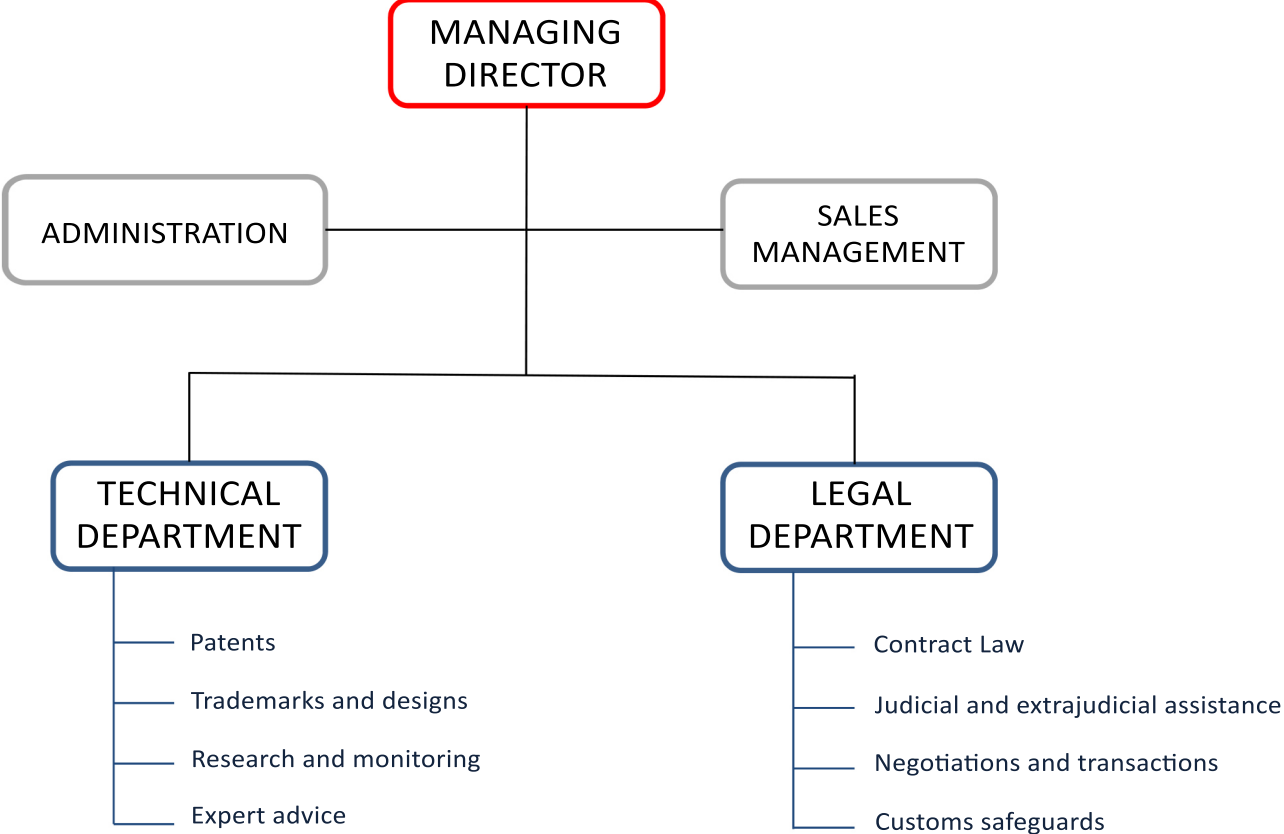 MANAGING
DIRECTOR
ADMINISTRATION
SALES
MANAGEMENT
TECHNICAL
DEPARTMENT
Patents
Trademarks and designs
Research and monitoring
Expert advice
LEGAL
DEPARTMENT
Contract Law
Judicial and extrajudicial assistance
Negotiations and transactions
Customs safeguards